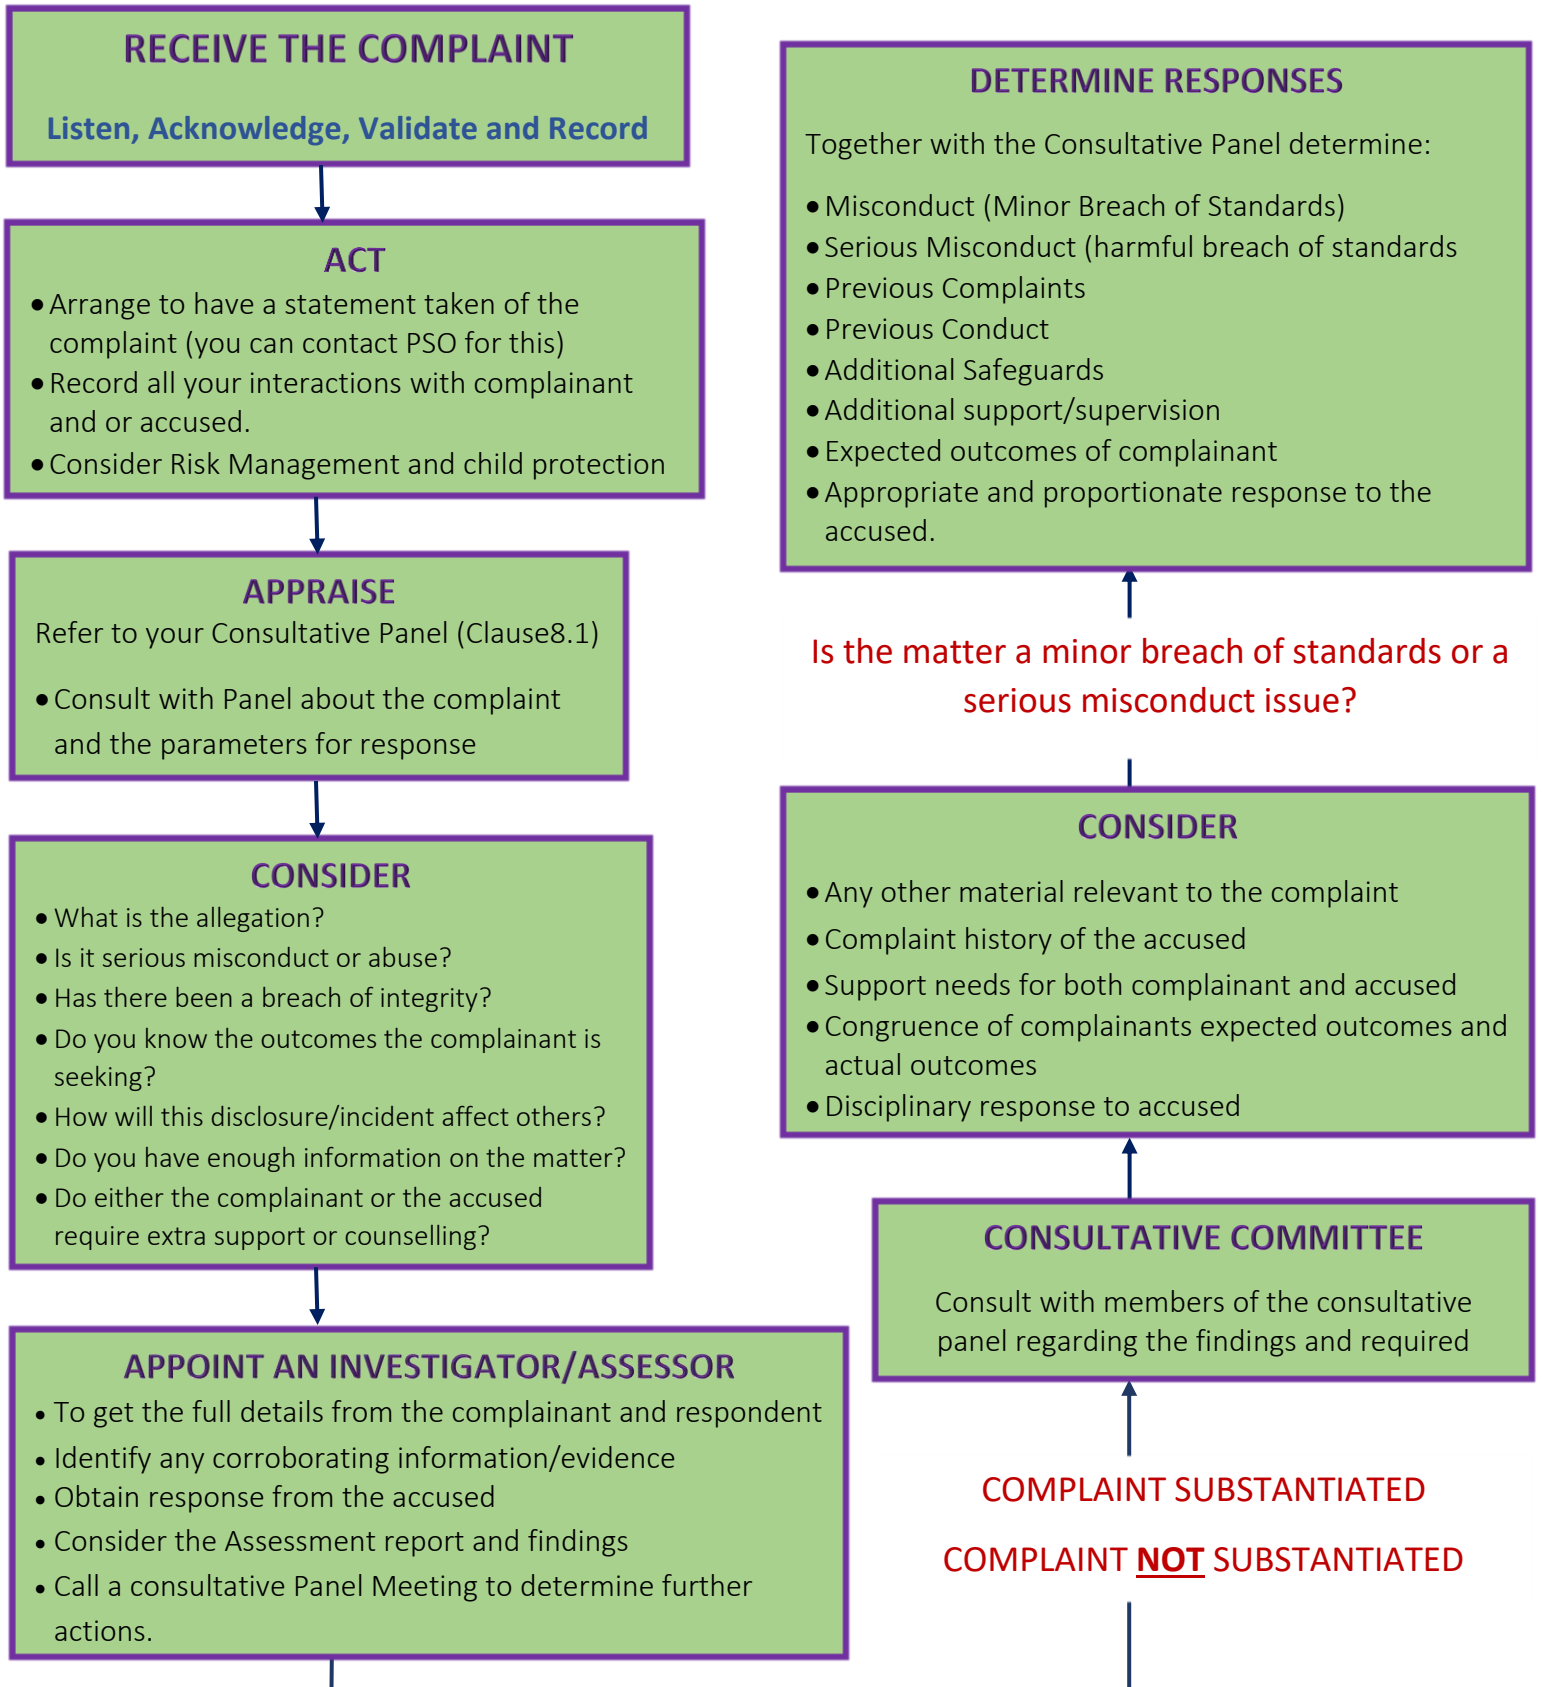 RECEIVE THE COMPLAINT
Listen, Acknowledge, Validate and Record
ACT
• Arrange to have a statement taken of the
complaint (you can contact PSO for this)
• Record all your interactions with complainant
and or accused.
• Consider Risk Management and child protection
APPRAISE
Refer to your Consultative Panel (Clause8.1)
• Consult with Panel about the complaint
and the parameters for response
CONSIDER
• What is the allegation?
• Is it serious misconduct or abuse?
• Has there been a breach of integrity?
• Do you know the outcomes the complainant is
seeking?
• How will this disclosure/incident affect others?
• Do you have enough information on the matter?
• Do either the complainant or the accused
require extra support or counselling?
APPOINT AN INVESTIGATOR/ASSESSOR
• To get the full details from the complainant and respondent
• Identify any corroborating information/evidence
• Obtain response from the accused
• Consider the Assessment report and findings
• Call a consultative Panel Meeting to determine further
actions.
COMPLAINT SUBSTANTIATED
COMPLAINT NOT SUBSTANTIATED
CONSULTATIVE COMMITTEE
Consult with members of the consultative
panel regarding the findings and required
CONSIDER
• Any other material relevant to the complaint
• Complaint history of the accused
• Support needs for both complainant and accused
• Congruence of complainants expected outcomes and
actual outcomes
• Disciplinary response to accused
Is the matter a minor breach of standards or a
serious misconduct issue?
DETERMINE RESPONSES
Together with the Consultative Panel determine:
• Misconduct (Minor Breach of Standards)
• Serious Misconduct (harmful breach of standards
• Previous Complaints
• Previous Conduct
• Additional Safeguards
• Additional support/supervision
• Expected outcomes of complainant
• Appropriate and proportionate response to the
accused.